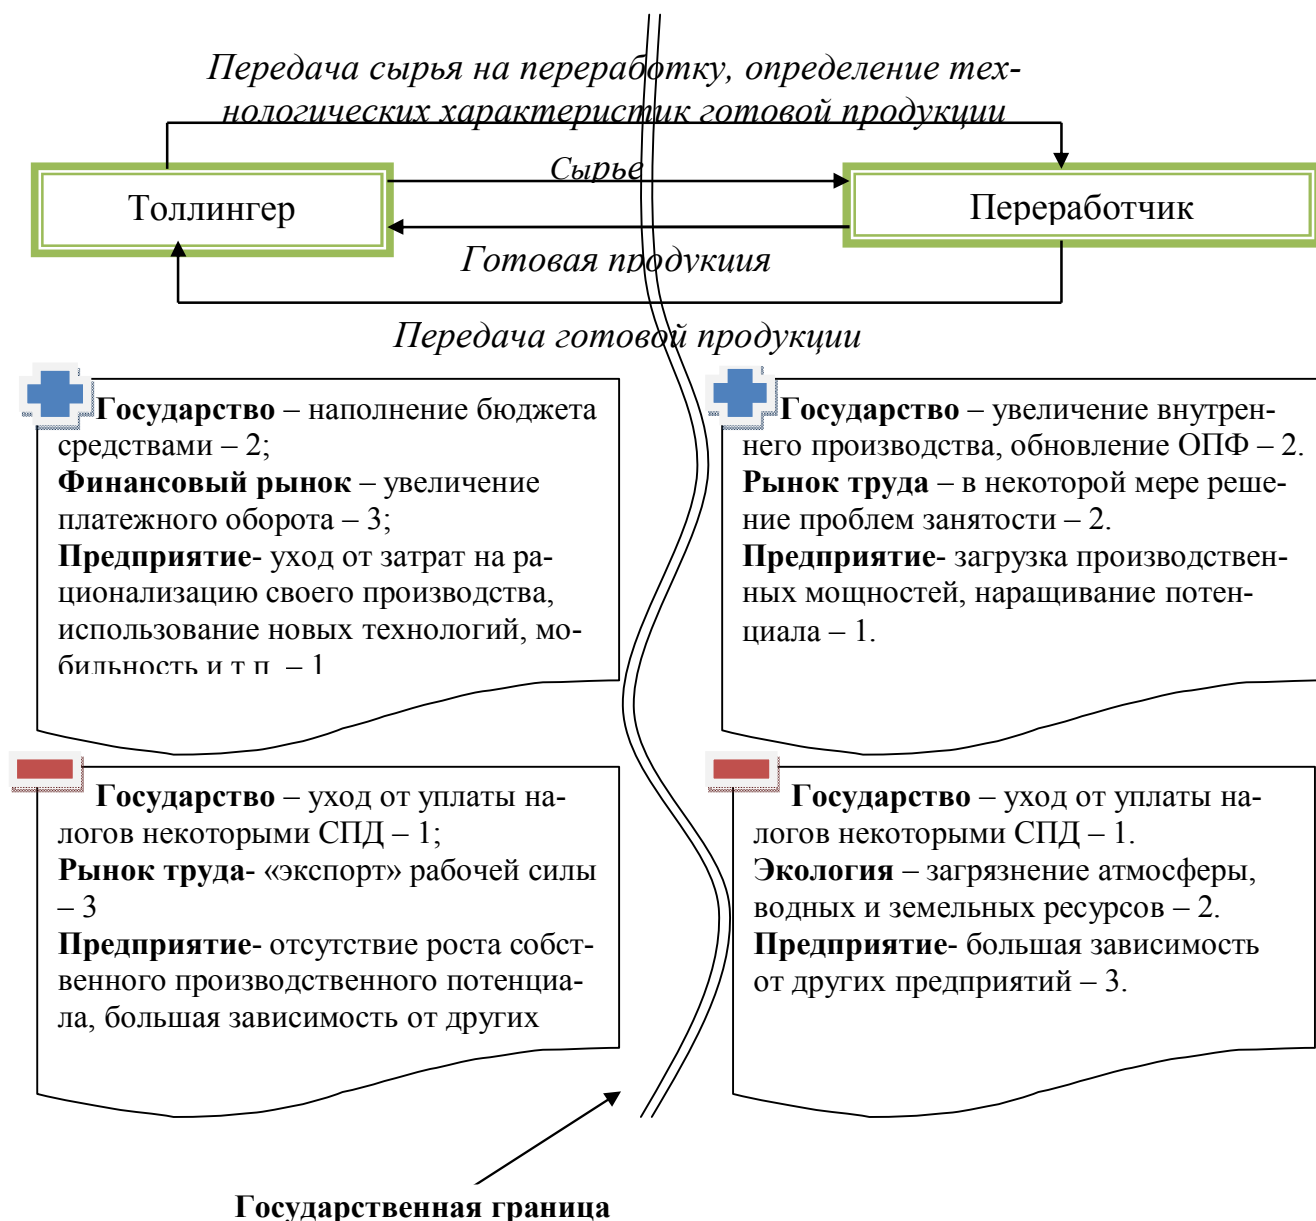 Передача сырья на переработку, определение тех-
нологических характеристик готовой продукции
Сырье
Толлингер
Переработчик
Готовая продукция
Передача готовой продукции
Государство – наполнение бюджета
средствами – 2;
Финансовый рынок – увеличение
платежного оборота – 3;
Предприятие- уход от затрат на ра-
ционализацию своего производства,
использование новых технологий, мо-
бильность и т п – 1
Государство – увеличение внутрен-
него производства, обновление ОПФ – 2.
Рынок труда – в некоторой мере реше-
ние проблем занятости – 2.
Предприятие- загрузка производствен-
ных мощностей, наращивание потен-
циала – 1.
Государство – уход от уплаты на-
логов некоторыми СПД – 1;
Рынок труда- «экспорт» рабочей силы
– 3
Предприятие- отсутствие роста собст-
венного производственного потенциа-
ла, большая зависимость от других
Государство – уход от уплаты на-
логов некоторыми СПД – 1.
Экология – загрязнение атмосферы,
водных и земельных ресурсов – 2.
Предприятие- большая зависимость
от других предприятий – 3.
Государственная граница